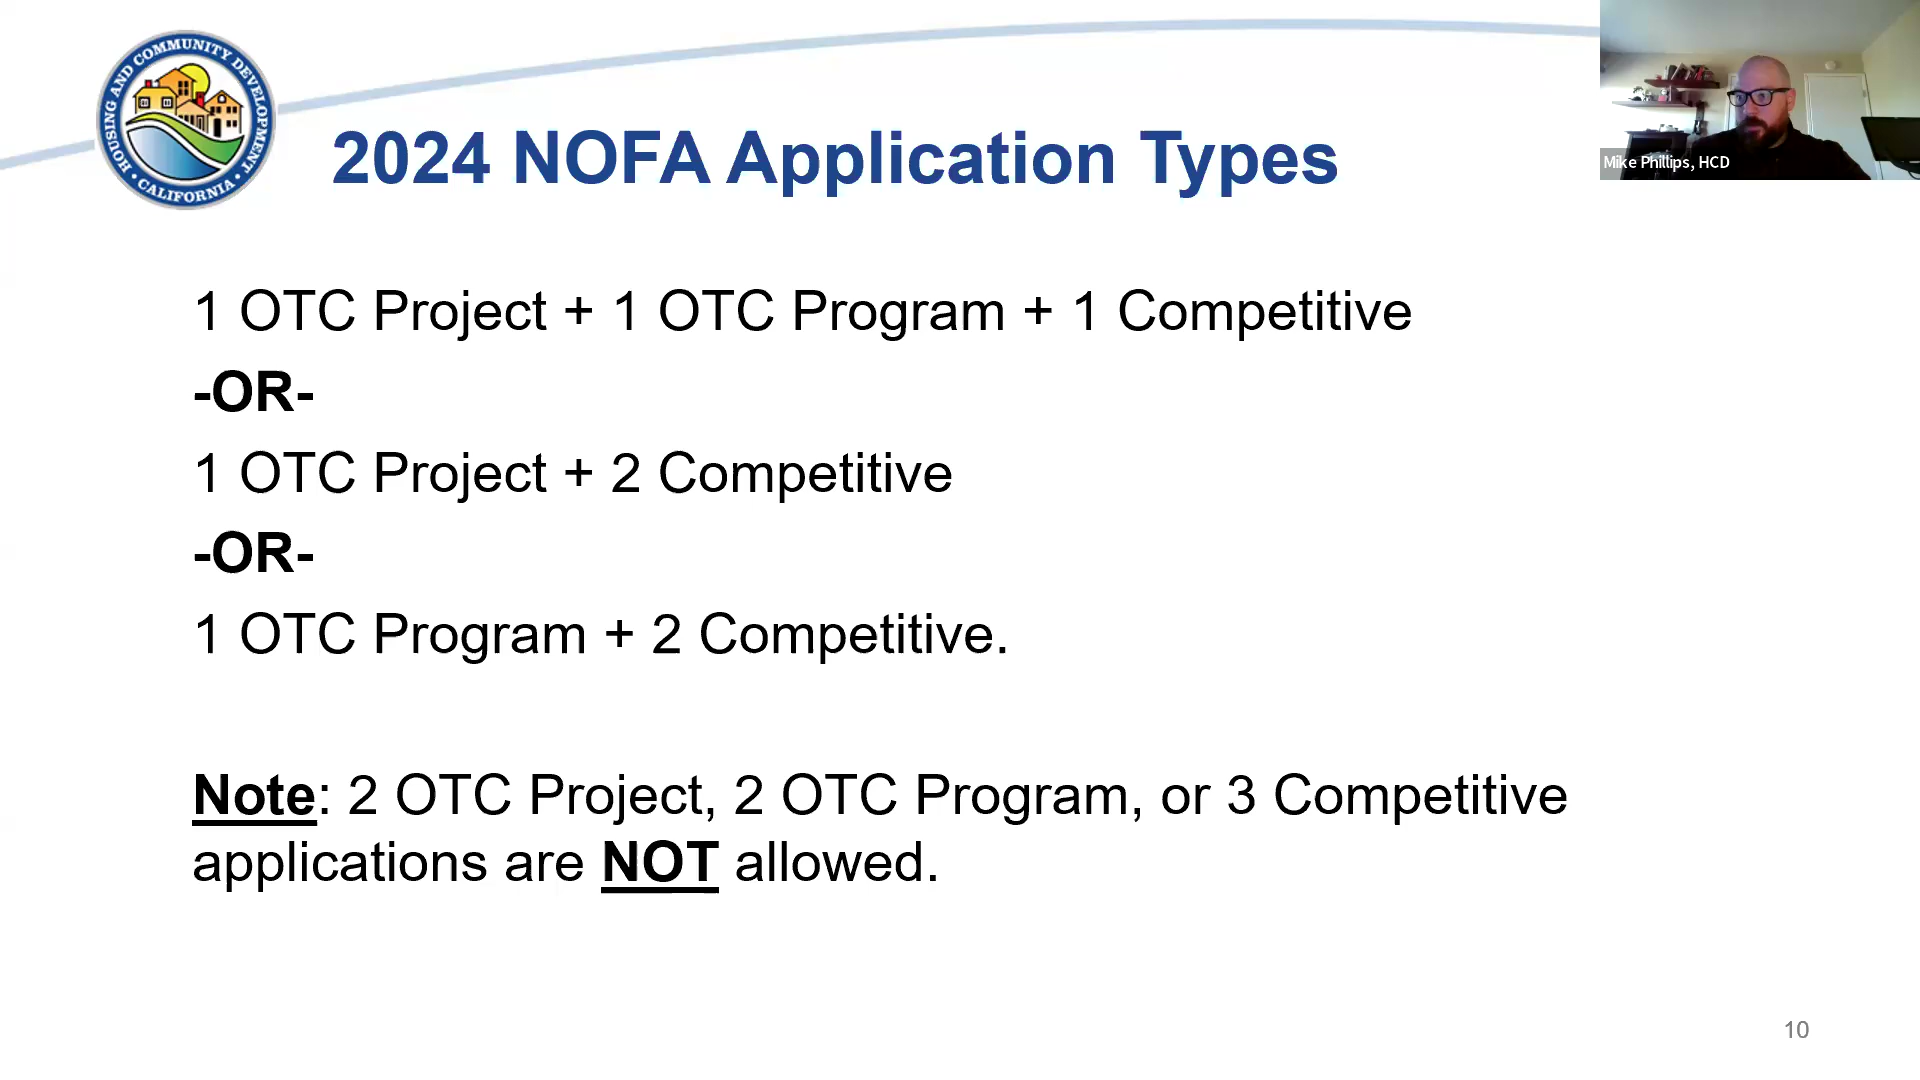 HOUSING AND COMMUNITY DEVELOPMENT
• CALIFORNIA •
2024 NOFA Application Types
Mike Phillips, HCD
1 OTC Project + 1 OTC Program + 1 Competitive
-OR-
1 OTC Project + 2 Competitive
-OR-
1 OTC Program + 2 Competitive.
Note: 2 OTC Project, 2 OTC Program, or 3 Competitive
applications are NOT allowed.
10